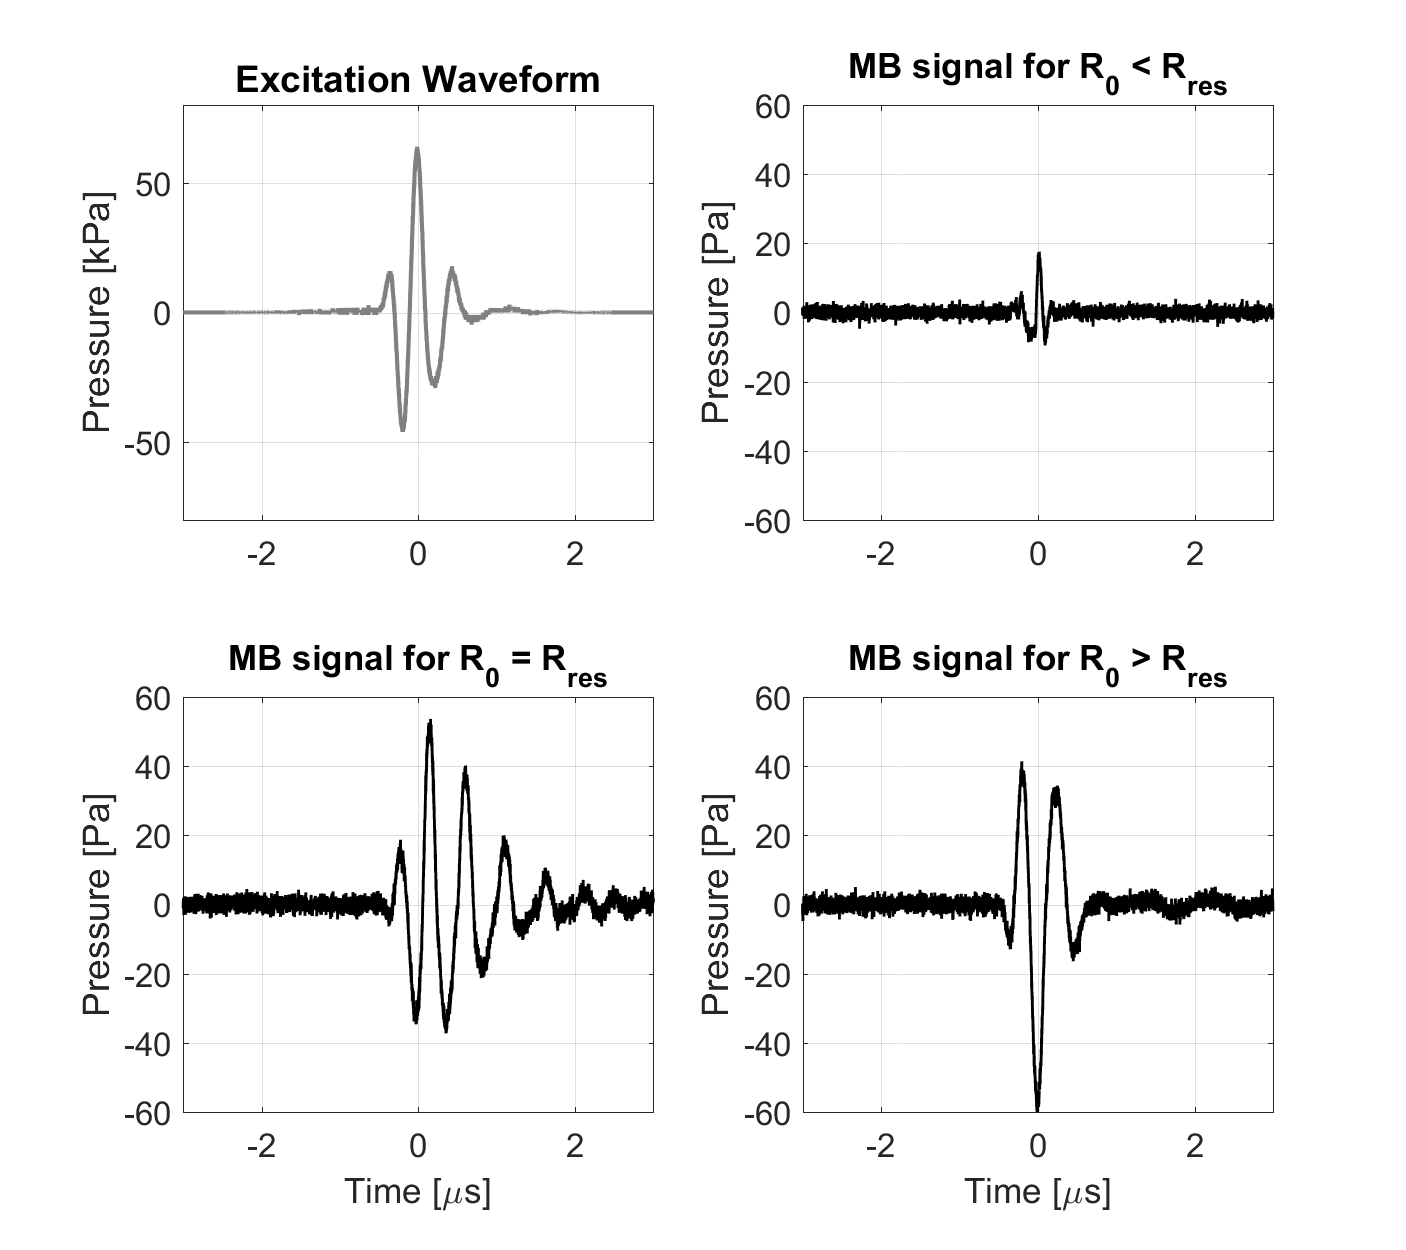 Excitation Waveform
Pressure [kPa]
50
0
-50
-2 0 2
MB signal for R0 < Rres
Pressure [Pa]
60
40
20
0
-20
-40
-60
-2 0 2
MB signal for R0 = Rres
Pressure [Pa]
60
40
20
0
-20
-40
-60
-2 0 2
Time [μs]
MB signal for R0 > Rres
Pressure [Pa]
60
40
20
0
-20
-40
-60
-2 0 2
Time [μs]